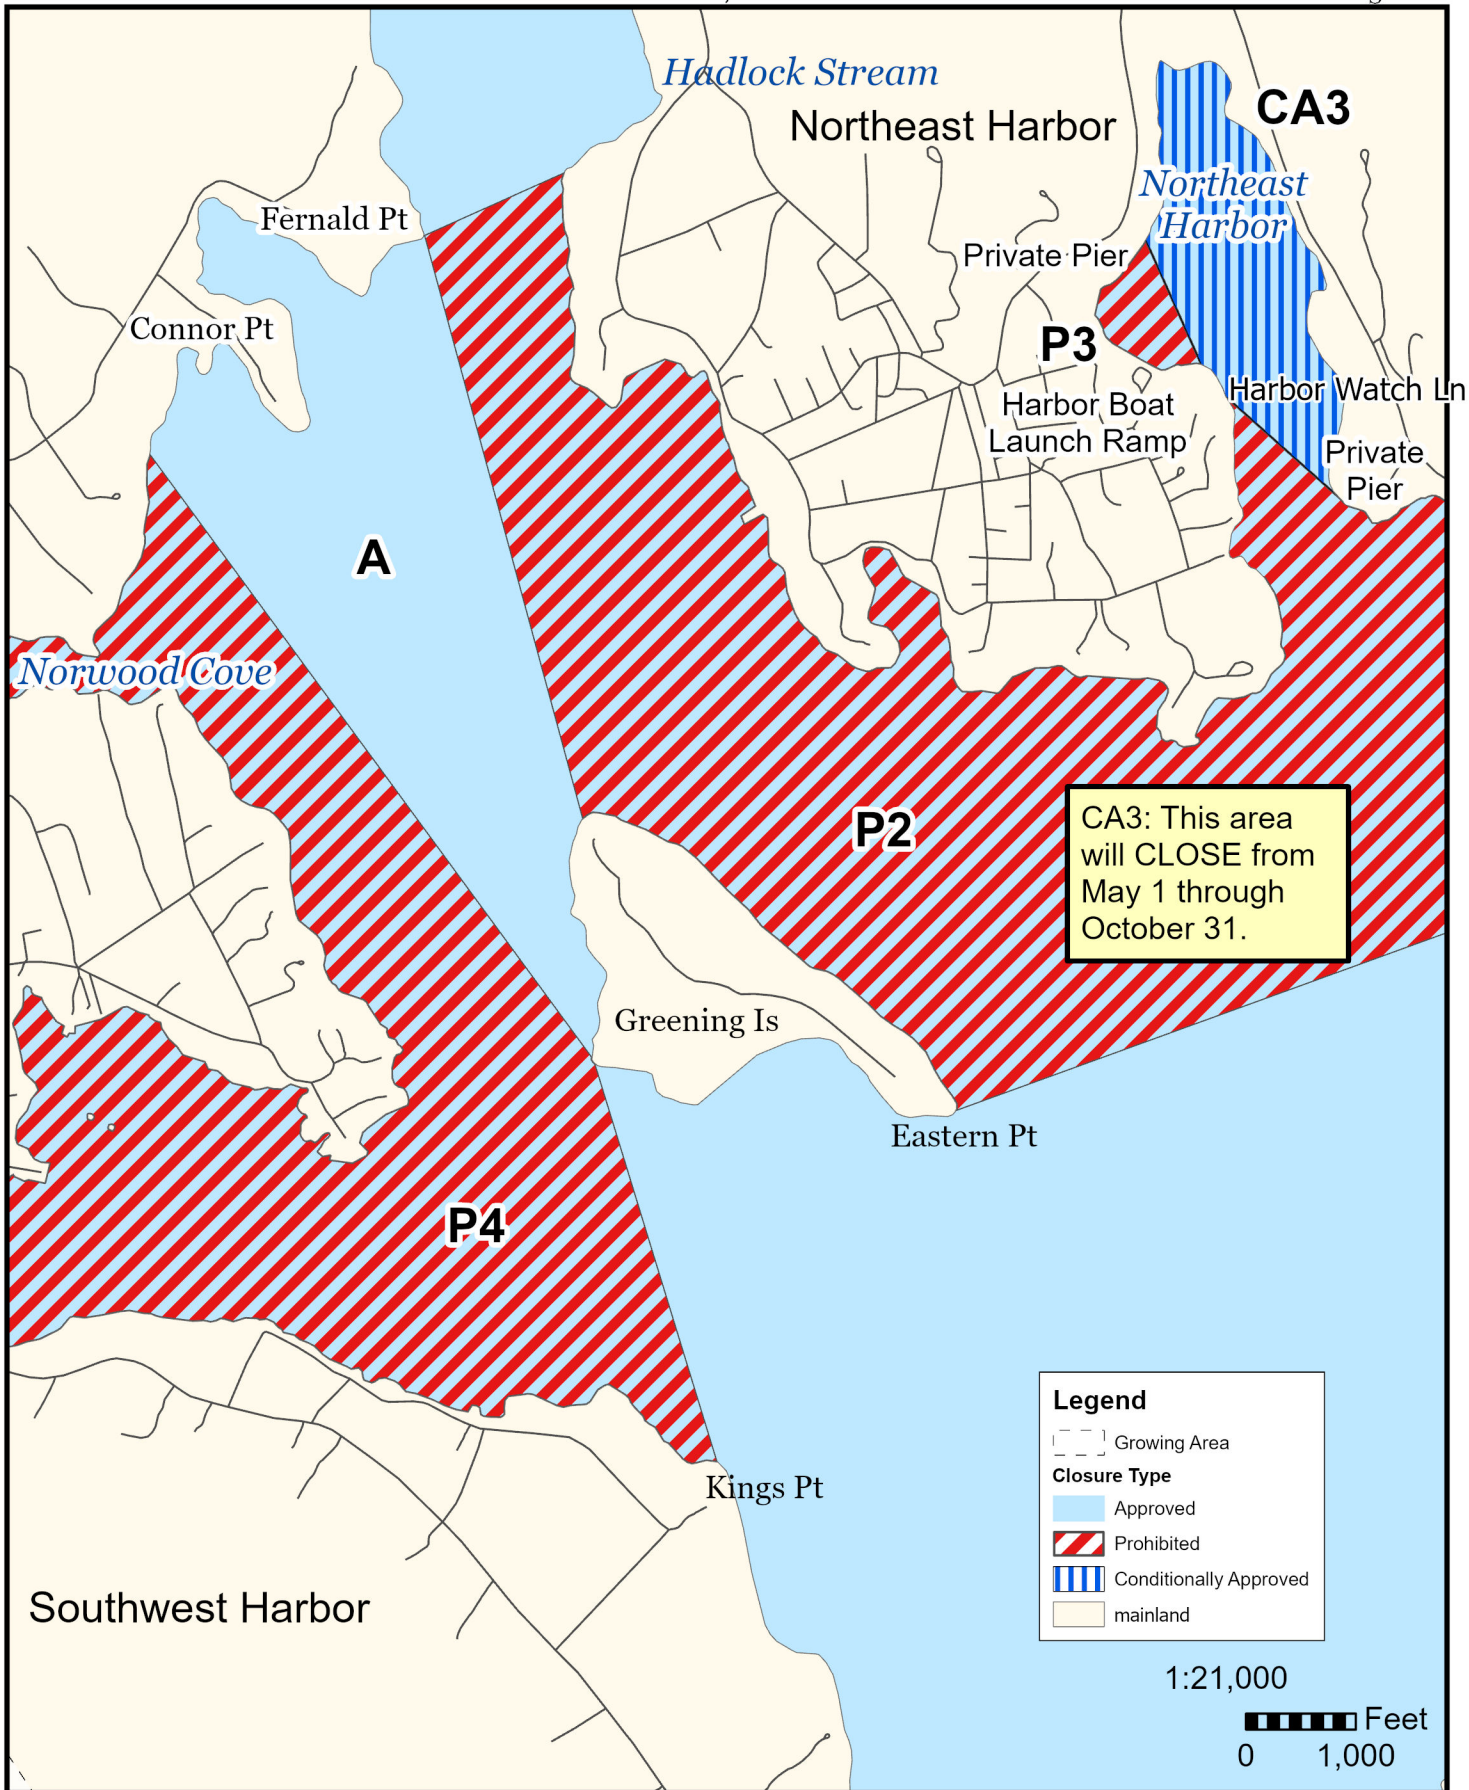 Hadlock Stream
Northeast Harbor
CA3
Northeast
Harbor
Fernald Pt
Private Pier
Connor Pt
P3
Harbor Watch Ln
Harbor Boat
Launch Ramp
Private
Pier
A
Norwood Cove
P2
CA3: This area
will CLOSE from
May 1 through
October 31.
Greening Is
Eastern Pt
P4
Kings Pt
Southwest Harbor
Legend
Growing Area
Closure Type
Approved
Prohibited
Conditionally Approved
mainland
1:21,000
Feet
0 1,000